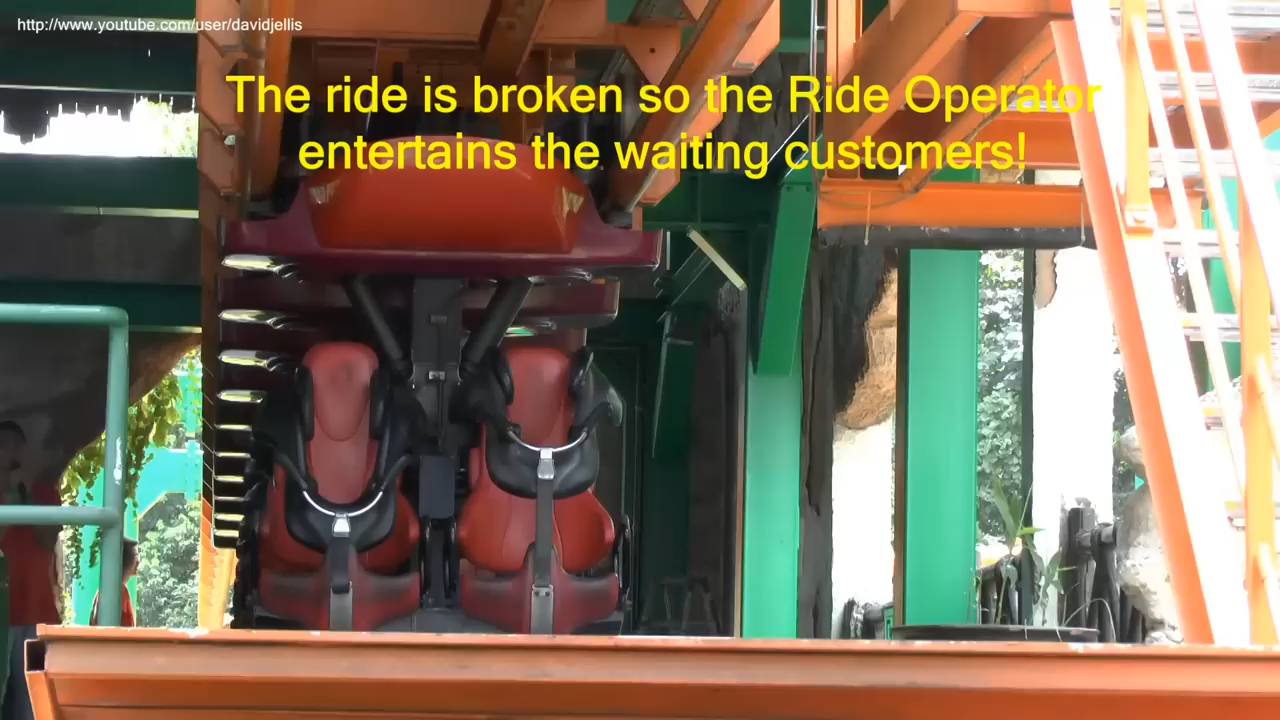 http://www.youtube.com/user/davidjellis
The ride is broken so the Ride Operator
entertains the waiting customers!